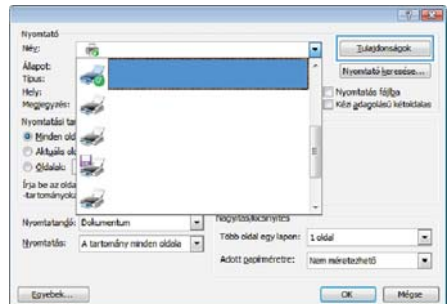 Nyomtató
Név:
Tulajdonságok
Állapot:
Nyomtató keresése...
Típus:
Hely:
Nyomtatás fájlba
Megjegyzés:
Kézi adagolású kétoldalas
Nyomtatási tar
Minden old
Aktuális ol
Oldalak:
Írja be az olda
-tartományoka
Nagyítás/kicsinyítés
Nyomtatandó: Dokumentum
Több oldal egy lapon: 1 oldal
Nyomtatás: A tartomány minden oldala
Adott papírméretre: Nem méretezhető
Egyebek...
OK
Mégse